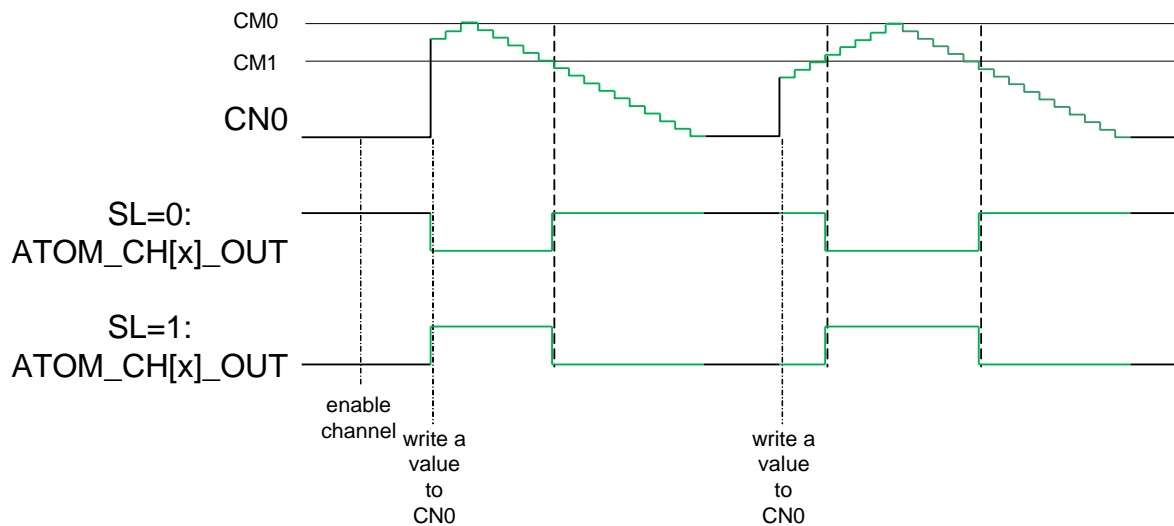 CM0
CM1
CN0
SL=0:
ATOM_CH[x]_OUT
SL=1:
ATOM_CH[x]_OUT
enable
channel
write a
value
to
CN0
write a
value
to
CN0